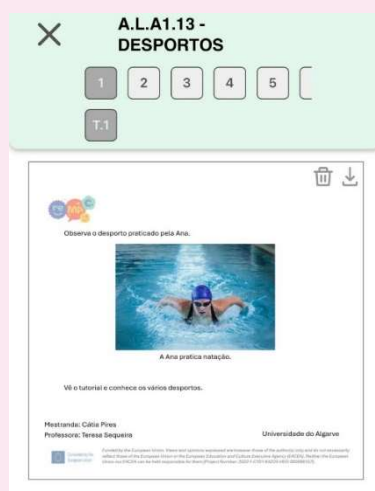 A.L.A1.13 -
DESPORTOS
1 2 3 4 5
T.1
Observa o desporto praticado pela Ana.
A Ana pratica natação.
Vê o tutorial e conhece os vários desportos.
Mestranda: Cátia Pires
Professora: Teresa Sequeira
Universidade do Algarve